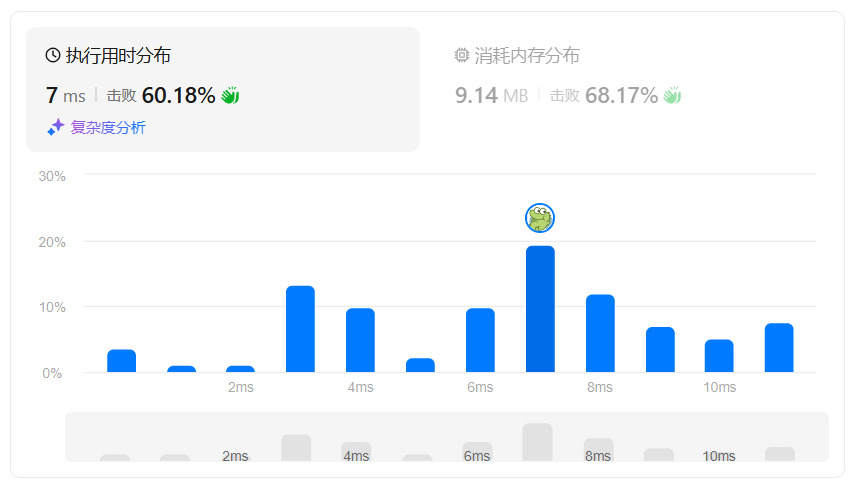 执行用时分布
7 ms | 击败 60.18%
复杂度分析
消耗内存分布
9.14 MB | 击败 68.17%
30%
20%
10%
0%
2ms 4ms 6ms 8ms 10ms
2ms 4ms 6ms 8ms 10ms